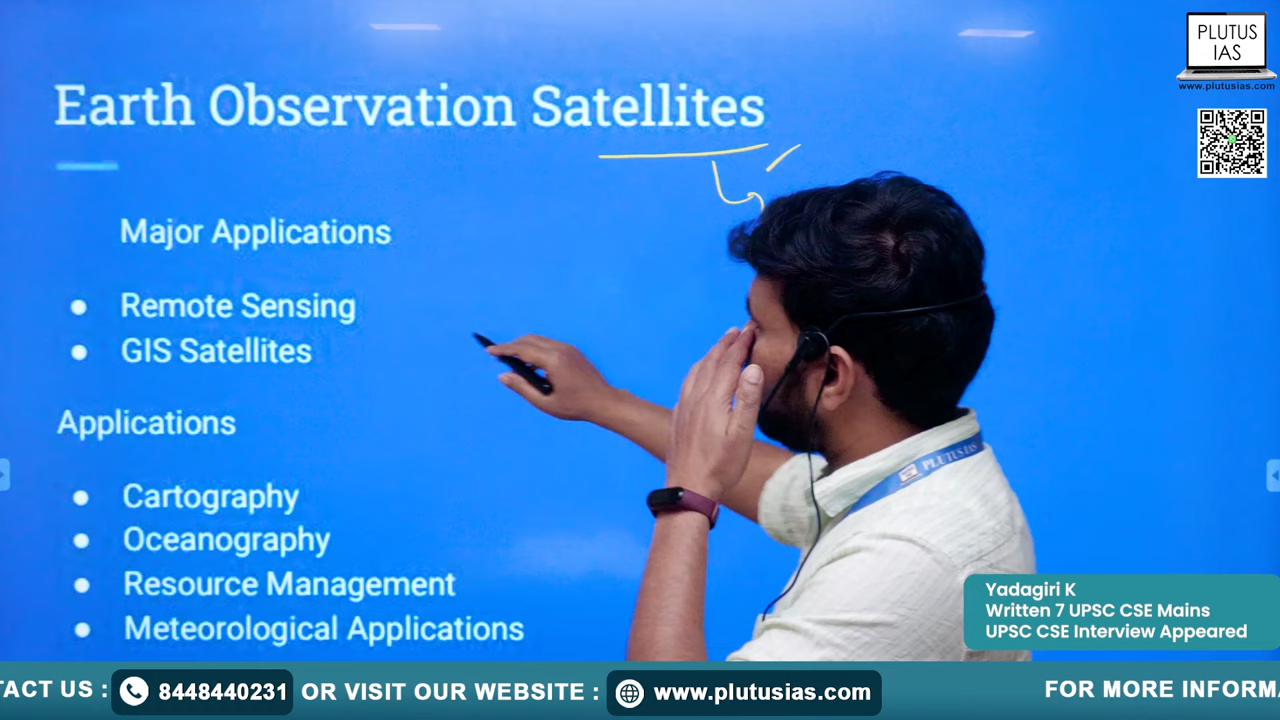 PLUTUS
IAS
www.plutusias.com
Earth Observation Satellites
Major Applications
Remote Sensing
GIS Satellites
Applications
Cartography
Oceanography
Resource Management
Meteorological Applications
PLUTUS IAS
Yadagiri K
Written 7 UPSC CSE Mains
UPSC CSE Interview Appeared
TACT US : 8448440231 OR VISIT OUR WEBSITE : www.plutusias.com FOR MORE INFORMA